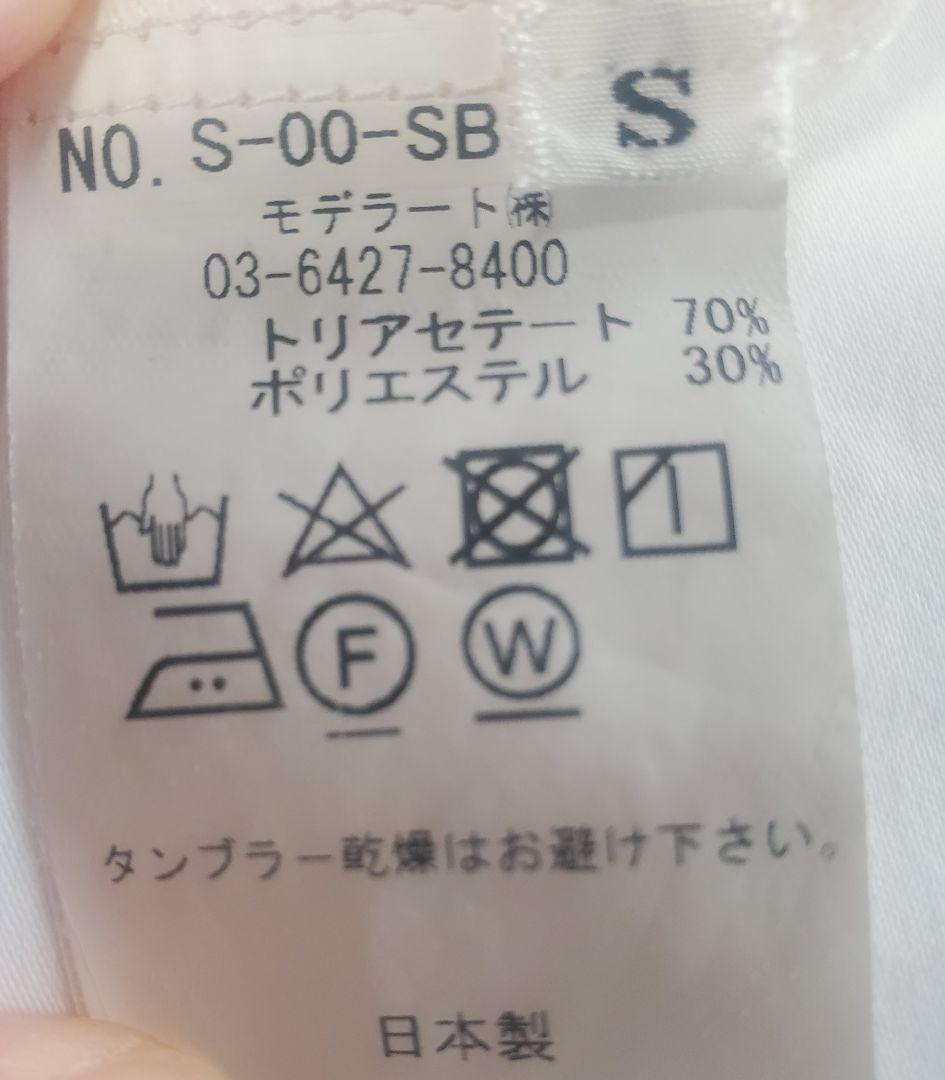 S
NO. S-00-SB
モデラート㈱
03-6427-8400
トリアセテート 70%
ポリエステル 30%
F W
タンブラー乾燥はお避け下さい。
日本製